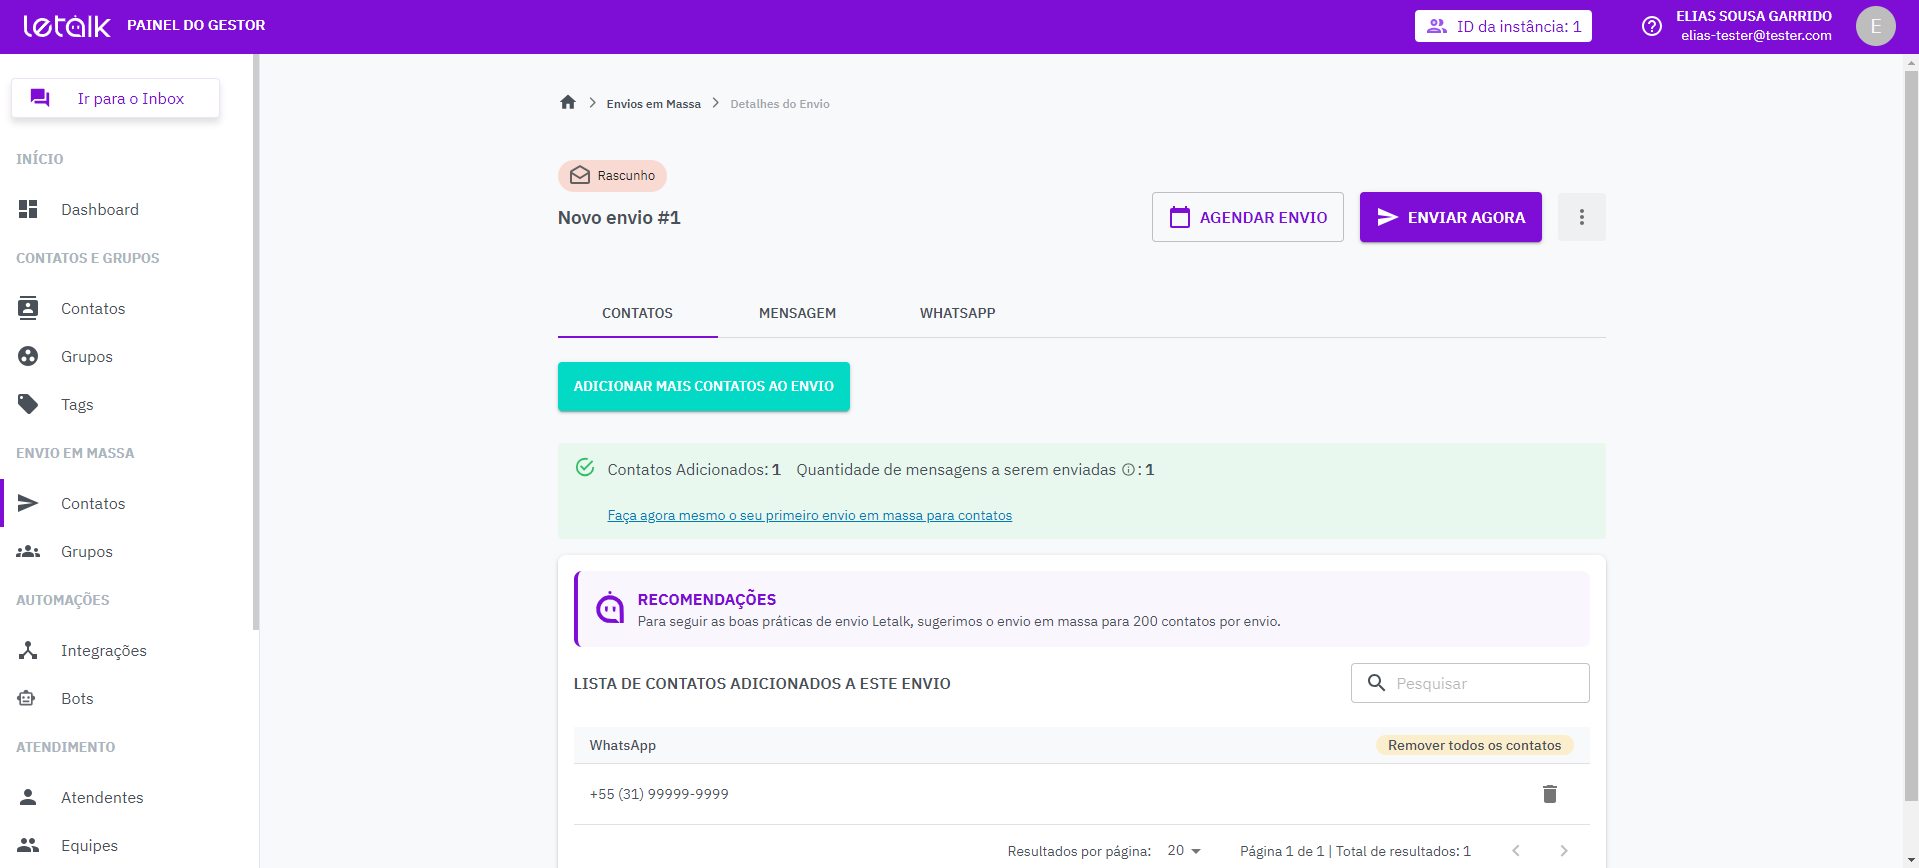 letalk PAINEL DO GESTOR
ID da instância: 1
ELIAS SOUSA GARRIDO
elias-tester@tester.com
E
Ir para o Inbox
INÍCIO
Dashboard
CONTATOS E GRUPOS
Contatos
Grupos
Tags
ENVIO EM MASSA
Contatos
Grupos
AUTOMAÇÕES
Integrações
Bots
ATENDIMENTO
Atendentes
Equipes
Envios em Massa
Detalhes do Envio
Rascunho
Novo envio #1
AGENDAR ENVIO
ENVIAR AGORA
CONTATOS
MENSAGEM
WHATSAPP
ADICIONAR MAIS CONTATOS AO ENVIO
Contatos Adicionados: 1 Quantidade de mensagens a serem enviadas : 1
Faça agora mesmo o seu primeiro envio em massa para contatos
RECOMENDAÇÕES
Para seguir as boas práticas de envio Letalk, sugerimos o envio em massa para 200 contatos por envio.
LISTA DE CONTATOS ADICIONADOS A ESTE ENVIO
Pesquisar
WhatsApp
Remover todos os contatos
+55 (31) 99999-9999
Resultados por página: 20
Página 1 de 1 | Total de resultados: 1